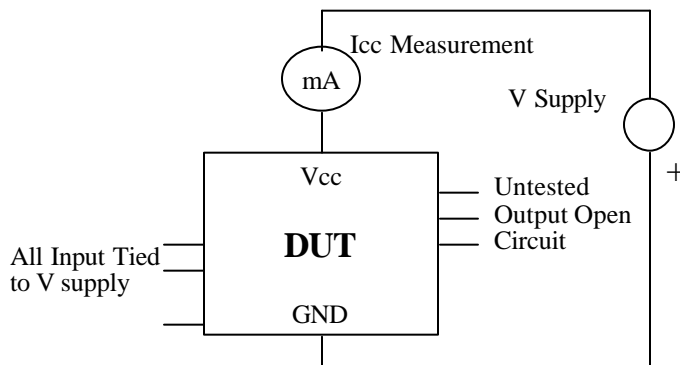 Icc Measurement
mA
V Supply
+
Vcc
Untested
Output Open
Circuit
DUT
All Input Tied
to V supply
GND